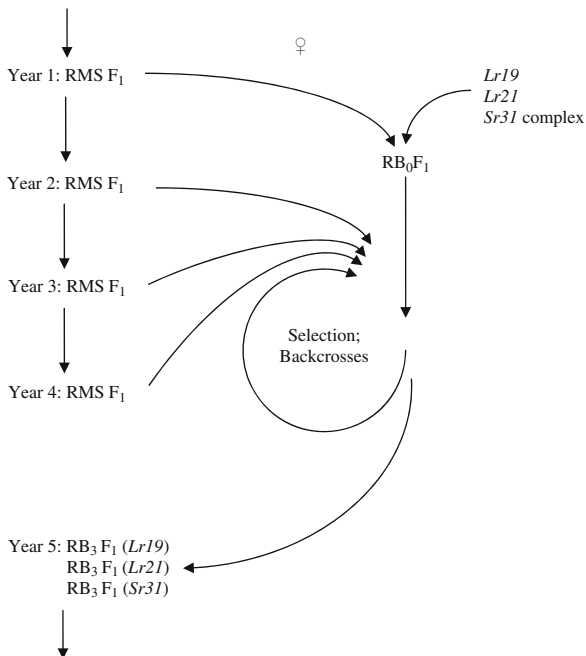 ♀
Year 1: RMS F₁
Lr19
Lr21
Sr31 complex
RB₀F₁
Year 2: RMS F₁
Year 3: RMS F₁
Selection;
Backcrosses
Year 4: RMS F₁
Year 5: RB₃ F₁ (Lr19)
RB₃ F₁ (Lr21)
RB₃ F₁ (Sr31)